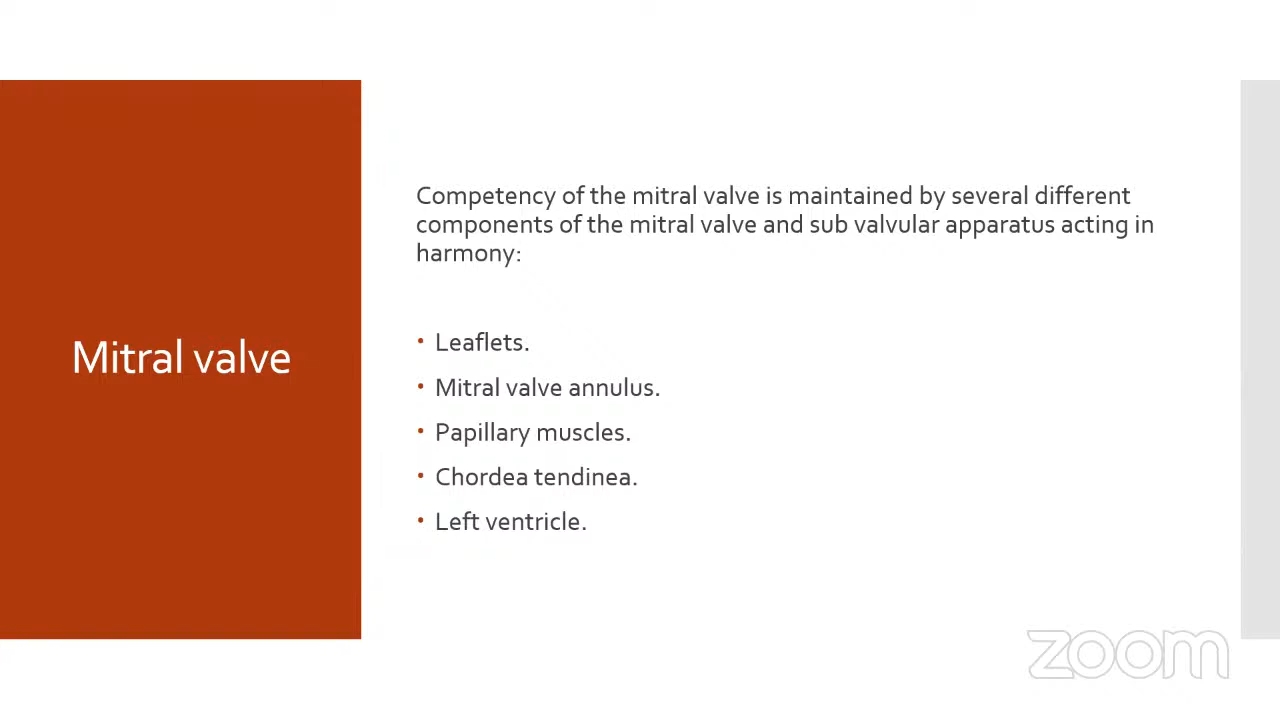 Mitral valve
Competency of the mitral valve is maintained by several different
components of the mitral valve and sub valvular apparatus acting in
harmony:
• Leaflets.
• Mitral valve annulus.
• Papillary muscles.
• Chordea tendinea.
• Left ventricle.
zoom